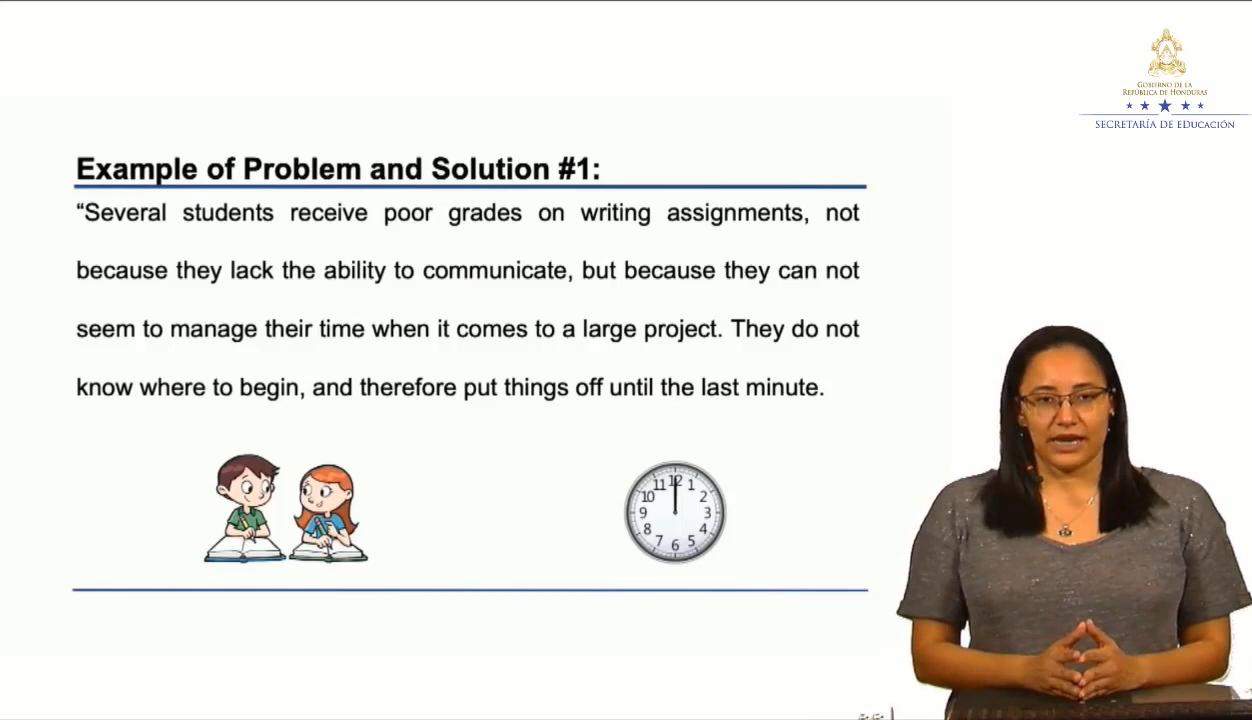 GOBIERNO DE LA
REPÚBLICA DE HONDURAS
SECRETARÍA DE EDUCACIÓN
Example of Problem and Solution #1:
“Several students receive poor grades on writing assignments, not
because they lack the ability to communicate, but because they can not
seem to manage their time when it comes to a large project. They do not
know where to begin, and therefore put things off until the last minute.
11 12 1
10 2
9 3
8 4
7 6 5